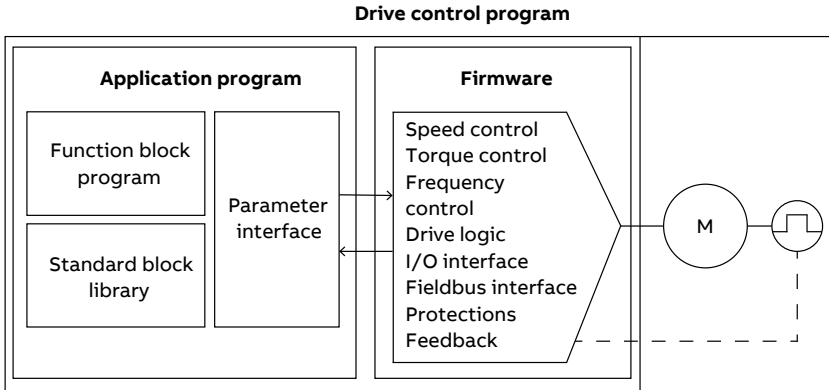 Drive control program
Application program
Function block
program
Standard block
library
Parameter
interface
Firmware
Speed control
Torque control
Frequency
control
Drive logic
I/O interface
Fieldbus interface
Protections
Feedback
M